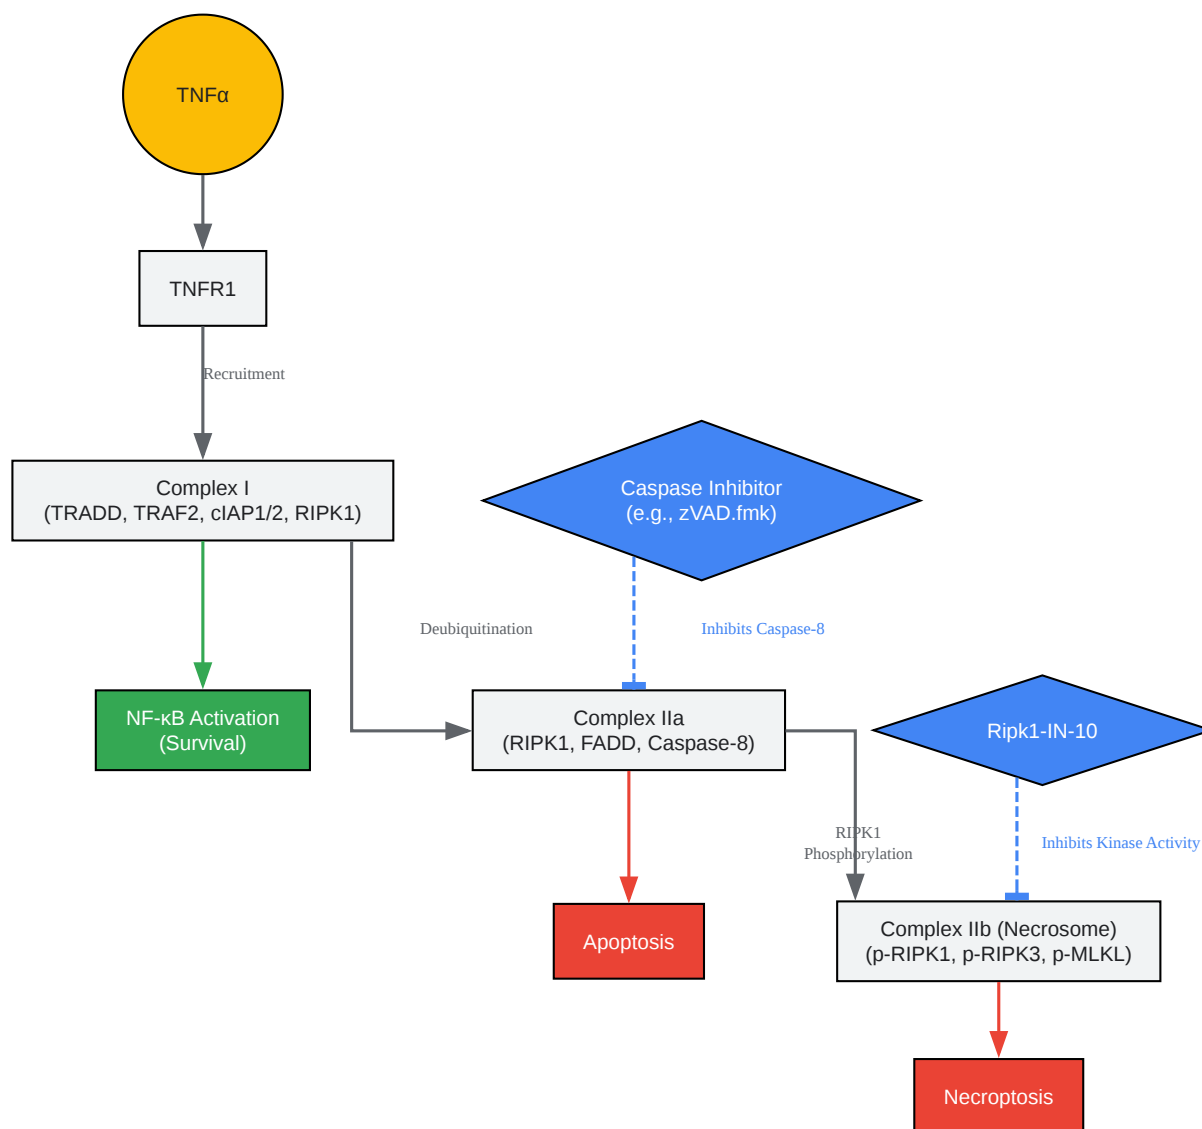 TNFα
TNFR1
Recruitment
Complex I
(TRADD, TRAF2, cIAP1/2, RIPK1)
Caspase Inhibitor
(e.g., zVAD.fmk)
Deubiquitination
Inhibits Caspase-8
NF-κB Activation
(Survival)
Complex IIa
(RIPK1, FADD, Caspase-8)
Ripk1-IN-10
RIPK1
Phosphorylation
Inhibits Kinase Activity
Apoptosis
Complex IIb (Necrosome)
(p-RIPK1, p-RIPK3, p-MLKL)
Necroptosis